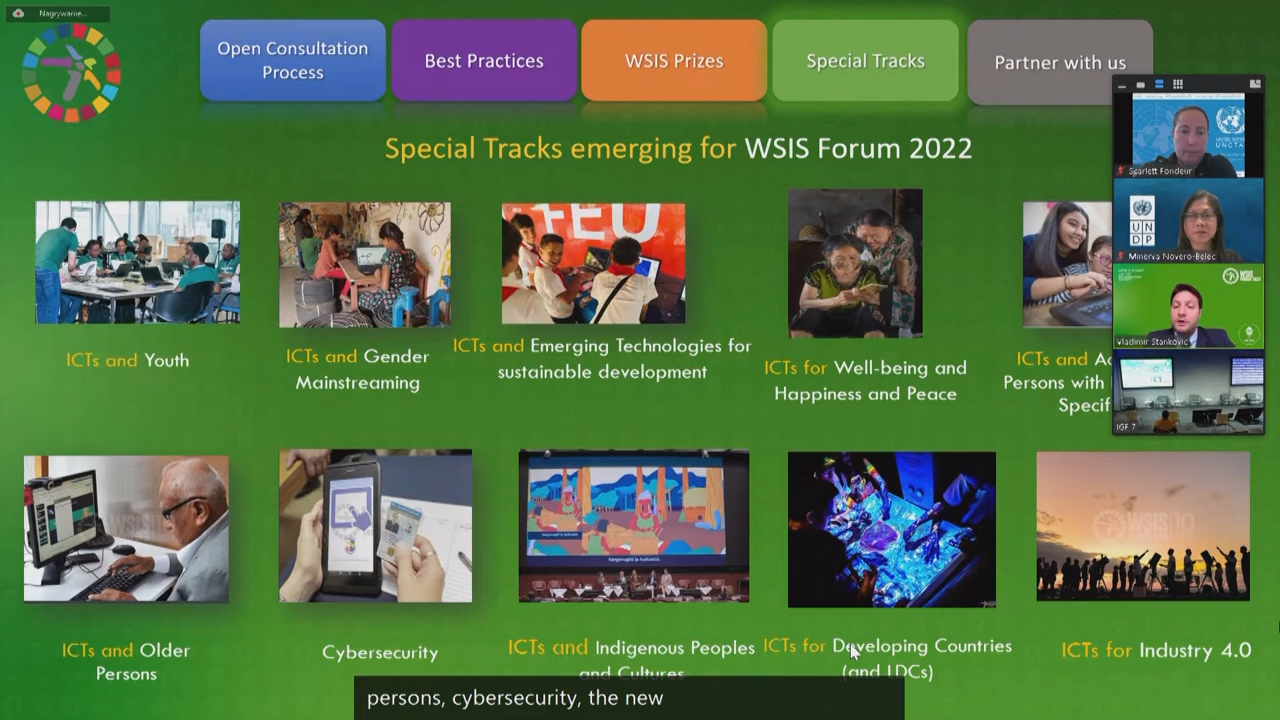 Nagrywanie...
Open Consultation
Process
Best Practices
WSIS Prizes
Special Tracks
Partner with us
Special Tracks emerging for WSIS Forum 2022
FEU
ICTs and Youth
ICTs and Gender
Mainstreaming
ICTs and Emerging Technologies for
sustainable development
ICTs for Well-being and
Happiness and Peace
ICTs and Ac
Persons with
Specif
Scarlett Fondeur
UN
DP
Minerva Novero-Belec
Vladimir Stankovic
IGF 7
ICTs and Older
Persons
Cybersecurity
ICTs and Indigenous Peoples
and Cultures
ICTs for Developing Countries
(and LDCs)
ICTs for Industry 4.0
persons, cybersecurity, the new